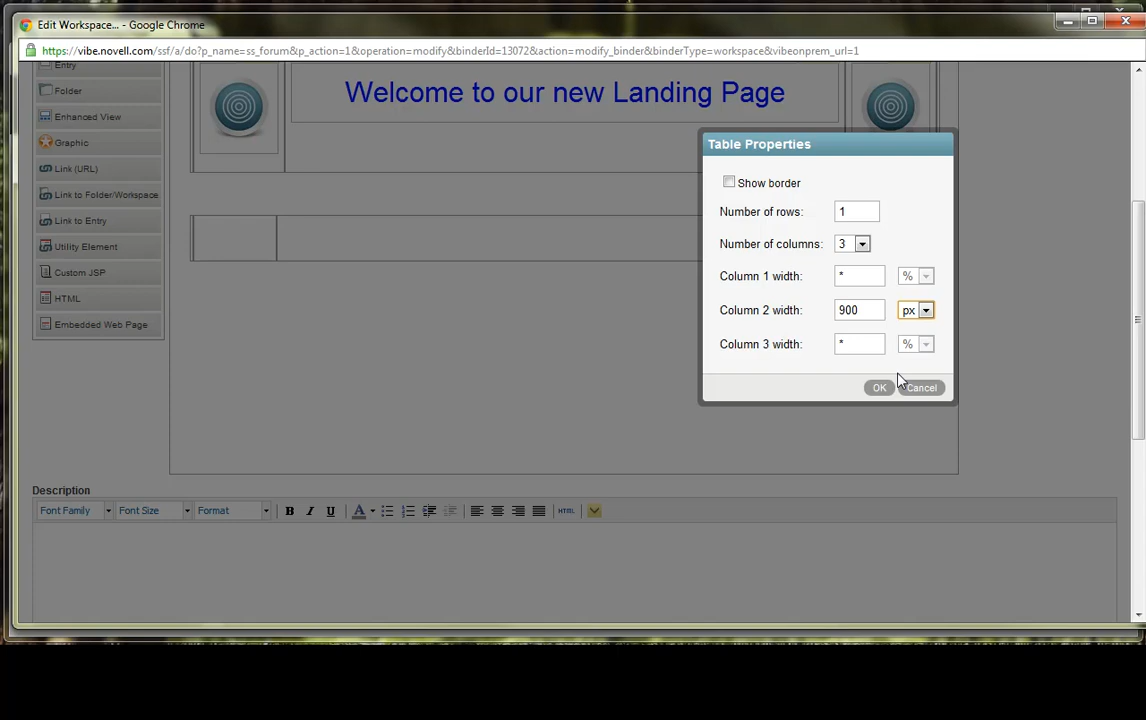 Edit Workspace... - Google Chrome
https://vibe.novell.com/ssf/a/do?p_name=ss_forum&p_action=1&operation=modify&binderId=13072&action=modify_binder&binderType=workspace&vibeonprem_url=1
Entry
Folder
Enhanced View
Graphic
Link (URL)
Link to Folder/Workspace
Link to Entry
Utility Element
Custom JSP
HTML
Embedded Web Page
Welcome to our new Landing Page
Table Properties
Show border
Number of rows: 1
Number of columns: 3
Column 1 width: * %
Column 2 width: 900 px
Column 3 width: * %
OK Cancel
Description
Font Family Font Size Format B I U A HTML